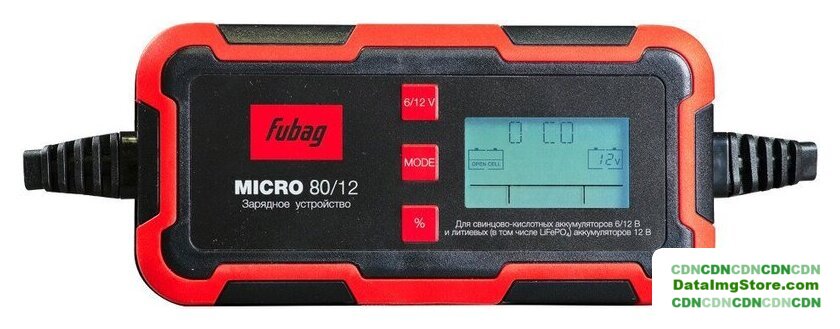 fubag
MICRO 80/12
Зарядное устройство
6/12 V
MODE
%
0 C0
OPEN CELL
12v
Для свинцово-кислотных аккумуляторов 6/12 В
и литиевых (в том числе LiFePO₄) аккумуляторов 12 В
CDNCDNCDNCDNCDN
DataImgStore.com
CDNCDNCDNCDNCDN